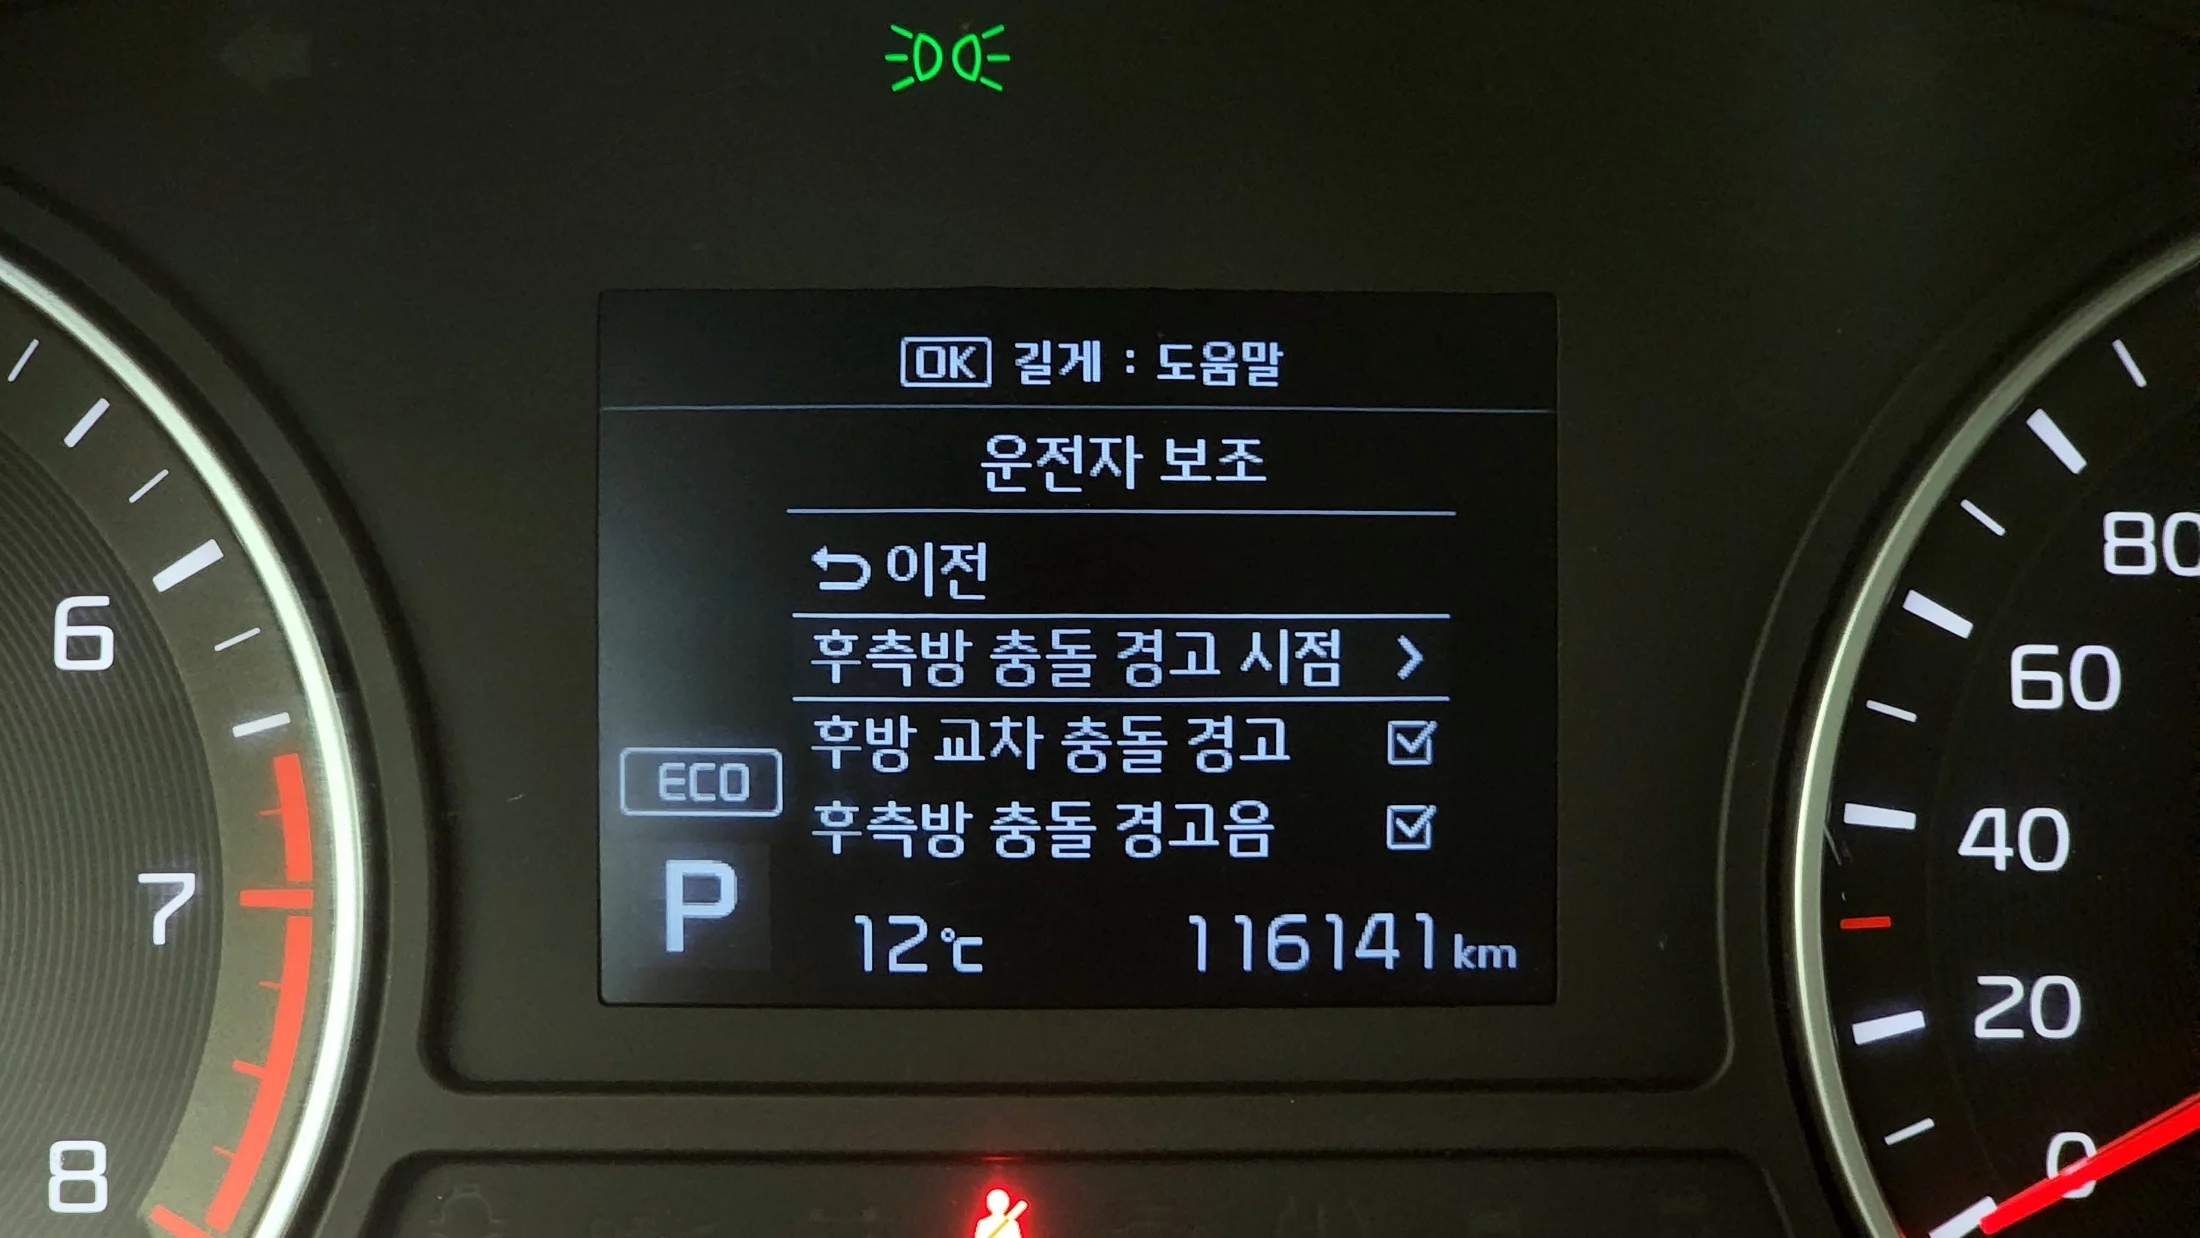 OK 길게 : 도움말
운전자 보조
이전
후측방 충돌 경고 시점
후방 교차 충돌 경고
ECO
후측방 충돌 경고음
P
12℃ 116141 km
6
7
8
80
60
40
20
0